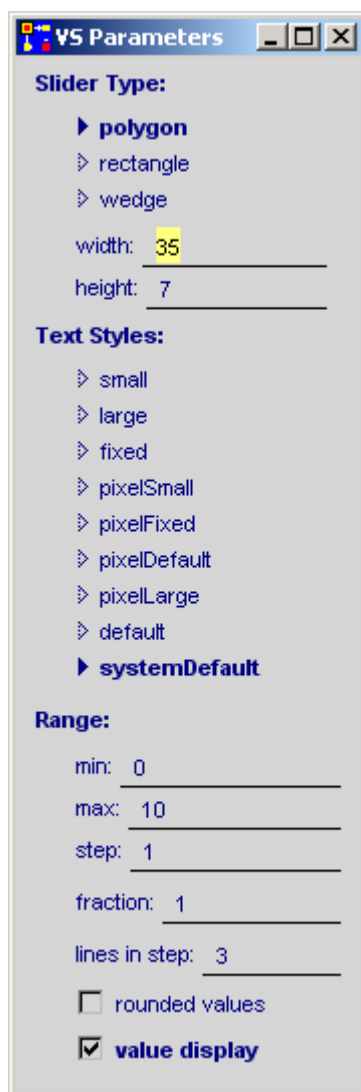 VS Parameters
Slider Type:
polygon
rectangle
wedge
width: 35
height: 7
Text Styles:
small
large
fixed
pixelSmall
pixelFixed
pixelDefault
pixelLarge
default
systemDefault
Range:
min: 0
max: 10
step: 1
fraction: 1
lines in step: 3
rounded values
value display